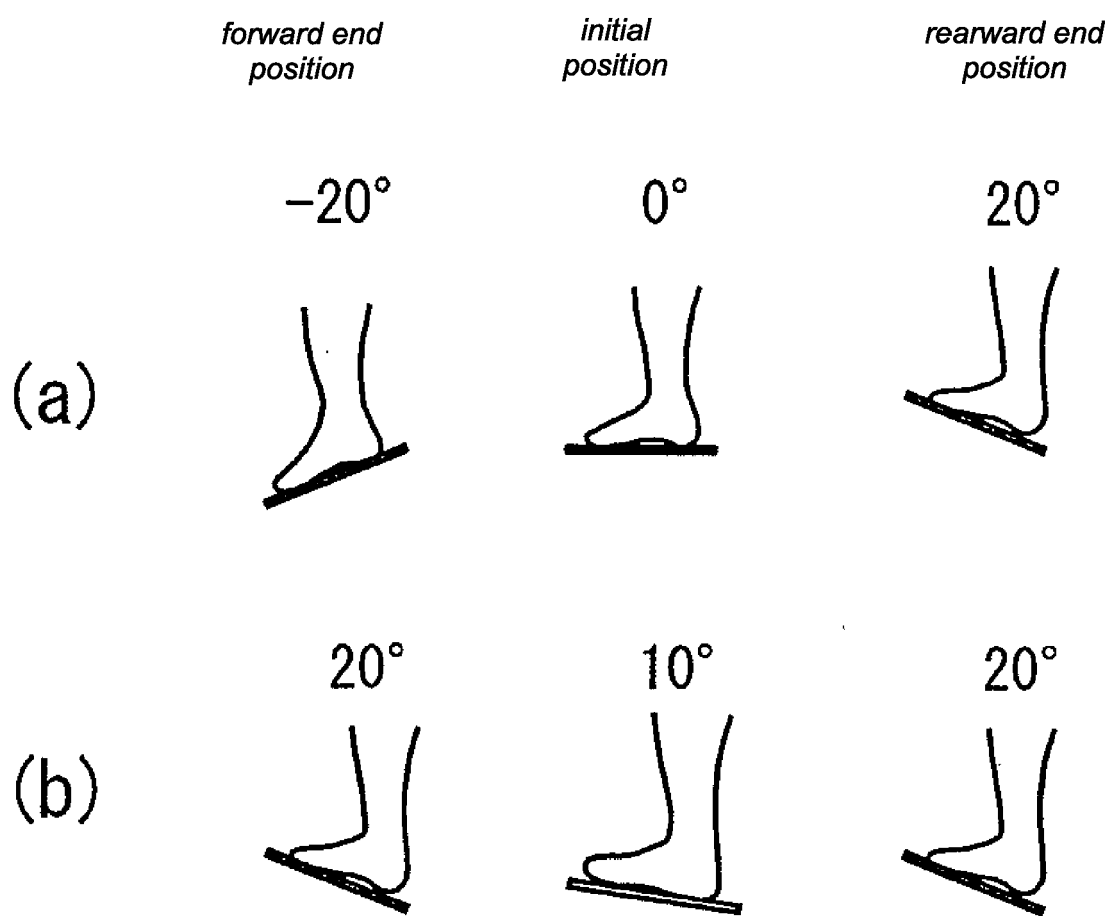 forward end
position
initial
position
rearward end
position
-20°
0°
20°
(a)
20°
10°
20°
(b)